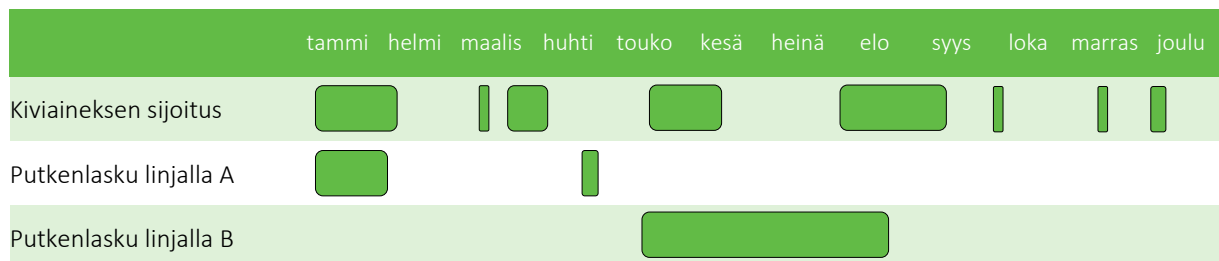 tammi helmi maalis huhti touko kesä heinä elo syys loka marras joulu
Kiviaineksen sijoitus
Putkenlasku linjalla A
Putkenlasku linjalla B